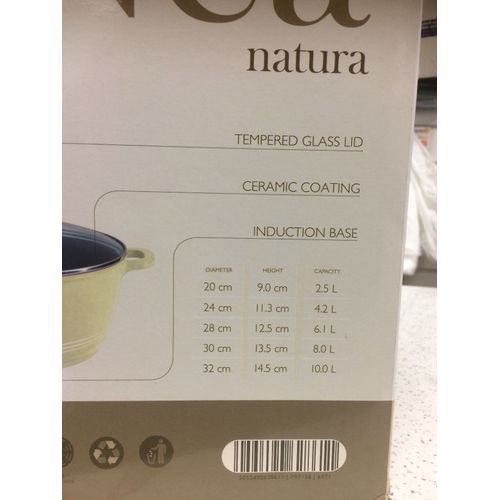 natura
TEMPERED GLASS LID
CERAMIC COATING
INDUCTION BASE
DIAMETER HEIGHT CAPACITY
20 cm 9.0 cm 2.5 L
24 cm 11.3 cm 4.2 L
28 cm 12.5 cm 6.1 L
30 cm 13.5 cm 8.0 L
32 cm 14.5 cm 10.0 L